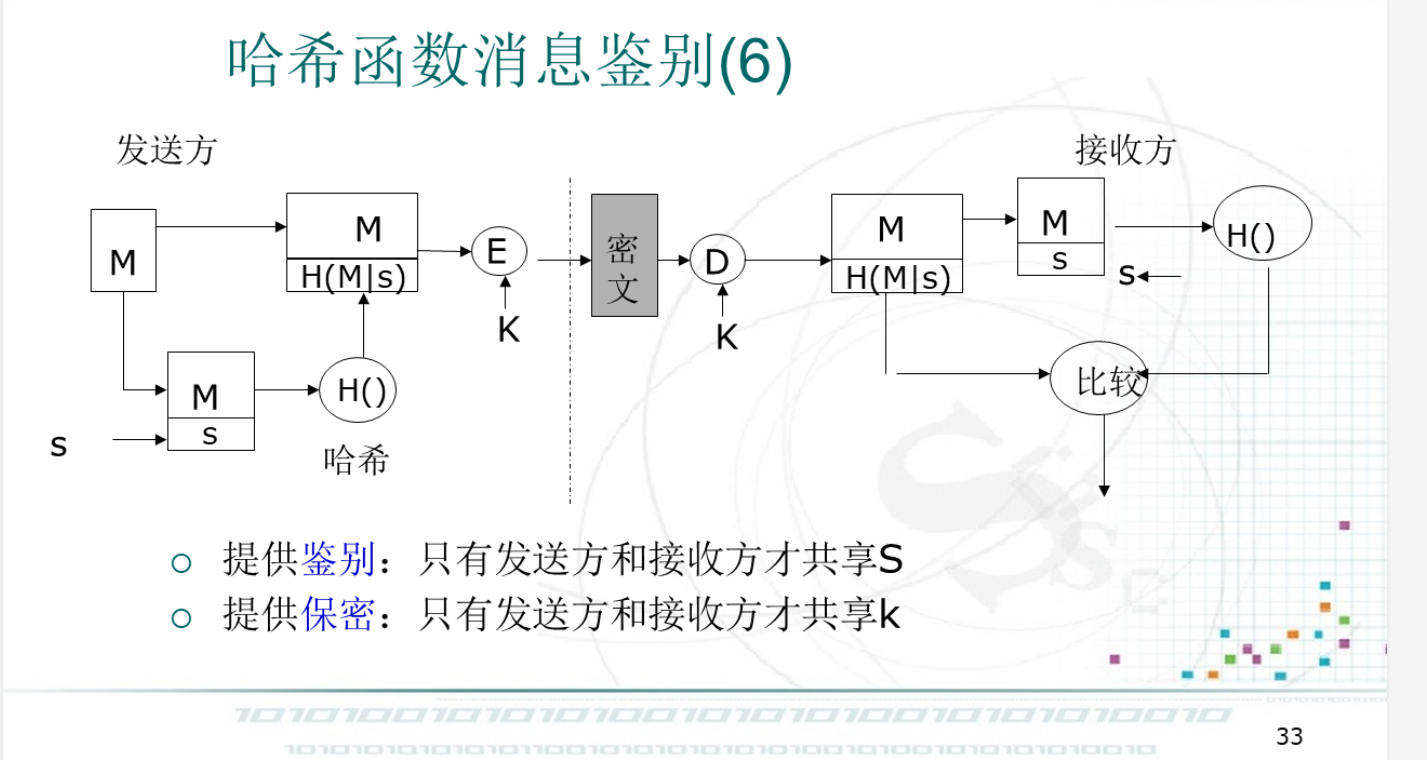 哈希函数消息鉴别(6)
发送方
接收方
M
M
H(M|s)
E
K
密文
D
K
M
H(M|s)
M
s
H()
s
M
s
s
H()
哈希
比较
提供鉴别：只有发送方和接收方才共享S
提供保密：只有发送方和接收方才共享k
33